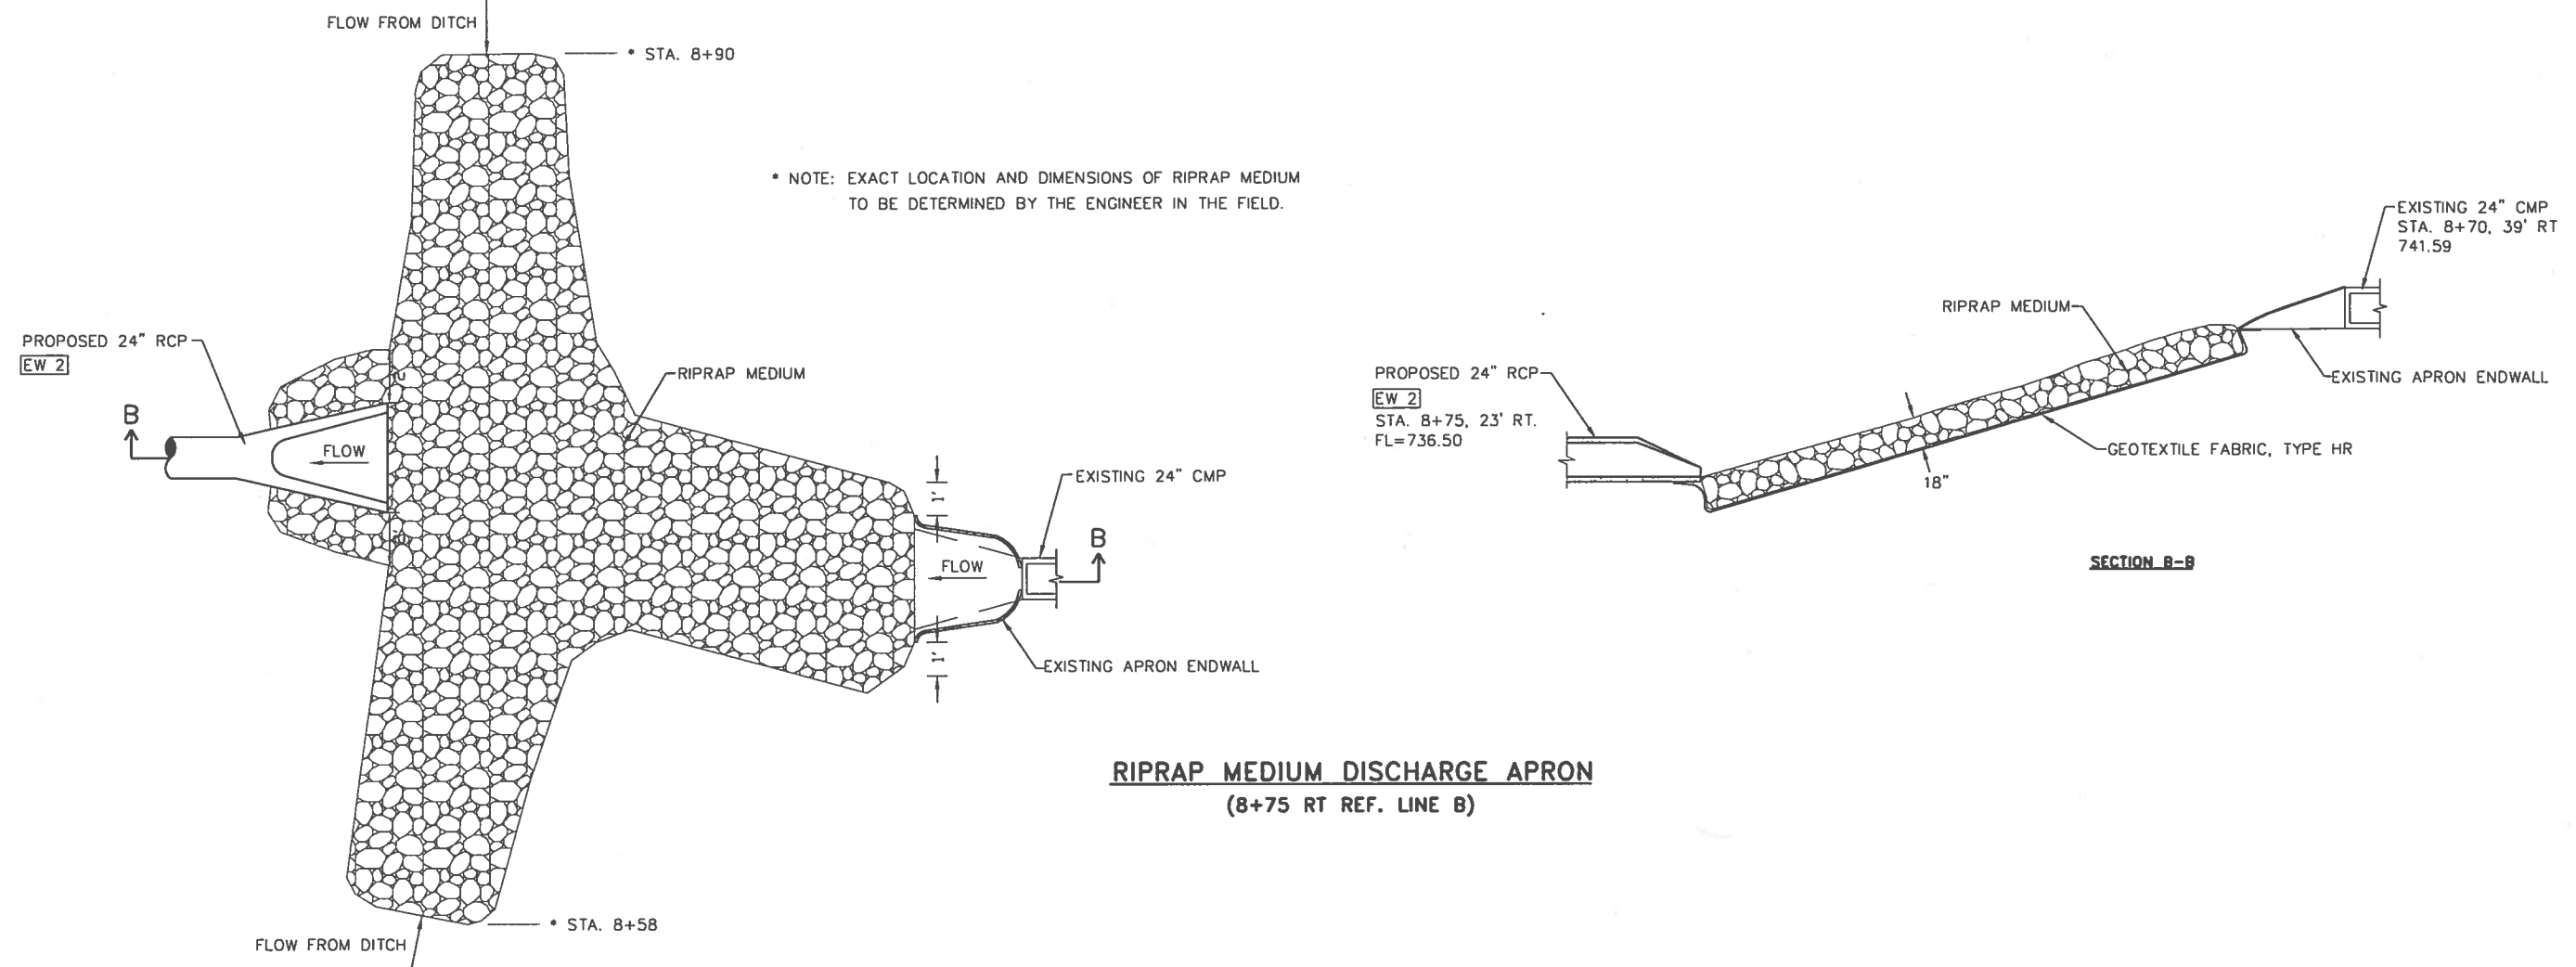 FLOW FROM DITCH
* STA. 8+90
* NOTE: EXACT LOCATION AND DIMENSIONS OF RIPRAP MEDIUM
TO BE DETERMINED BY THE ENGINEER IN THE FIELD.
PROPOSED 24" RCP
EW 2
RIPRAP MEDIUM
B
FLOW
1'
EXISTING 24" CMP
B
FLOW
1'
EXISTING APRON ENDWALL
* STA. 8+58
FLOW FROM DITCH
EXISTING 24" CMP
STA. 8+70, 39' RT
741.59
RIPRAP MEDIUM
EXISTING APRON ENDWALL
PROPOSED 24" RCP
EW 2
STA. 8+75, 23' RT.
FL=736.50
GEOTEXTILE FABRIC, TYPE HR
18"
SECTION B-B
RIPRAP MEDIUM DISCHARGE APRON
(8+75 RT REF. LINE B)